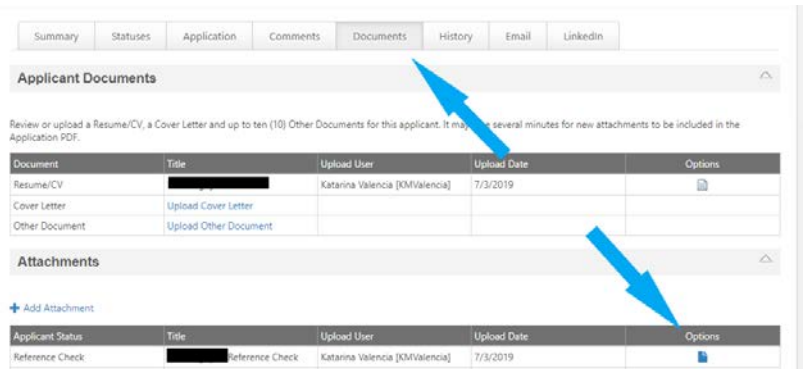 Summary Statuses Application Comments Documents History Email LinkedIn
Applicant Documents
Review or upload a Resume/CV, a Cover Letter and up to ten (10) Other Documents for this applicant. It may several minutes for new attachments to be included in the
Application PDF.
Document Title Upload User Upload Date Options
Resume/CV Katarina Valencia [KMValencia] 7/3/2019
Cover Letter Upload Cover Letter
Other Document Upload Other Document
Attachments
Add Attachment
Applicant Status Title Upload User Upload Date Options
Reference Check Reference Check Katarina Valencia [KMValencia] 7/3/2019